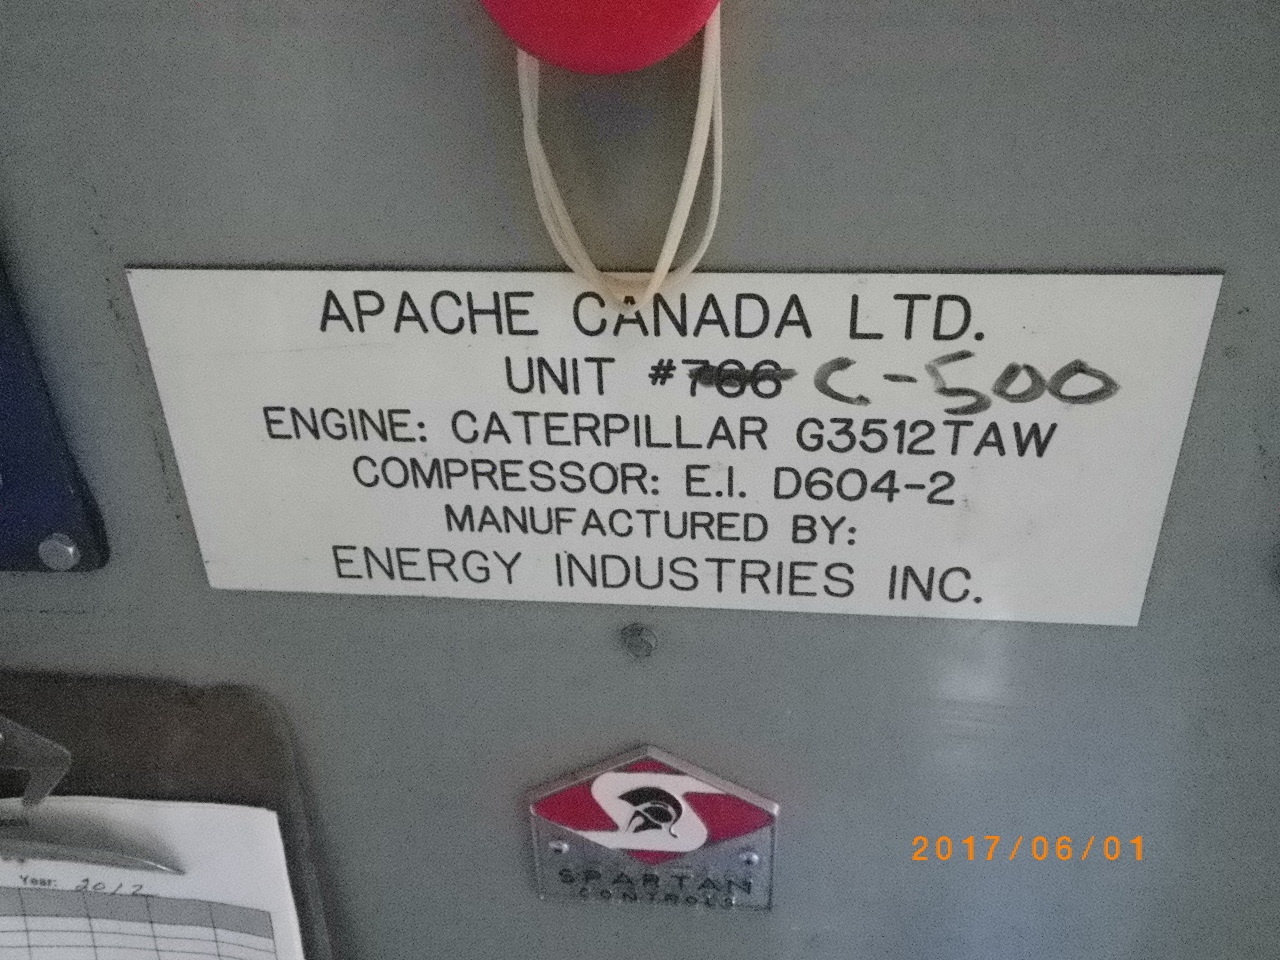 APACHE CANADA LTD.
UNIT #766 C-500
ENGINE: CATERPILLAR G3512TAW
COMPRESSOR: E.I. D604-2
MANUFACTURED BY:
ENERGY INDUSTRIES INC.
SPARTAN
CONTROLS
2017/06/01
Year: 2017